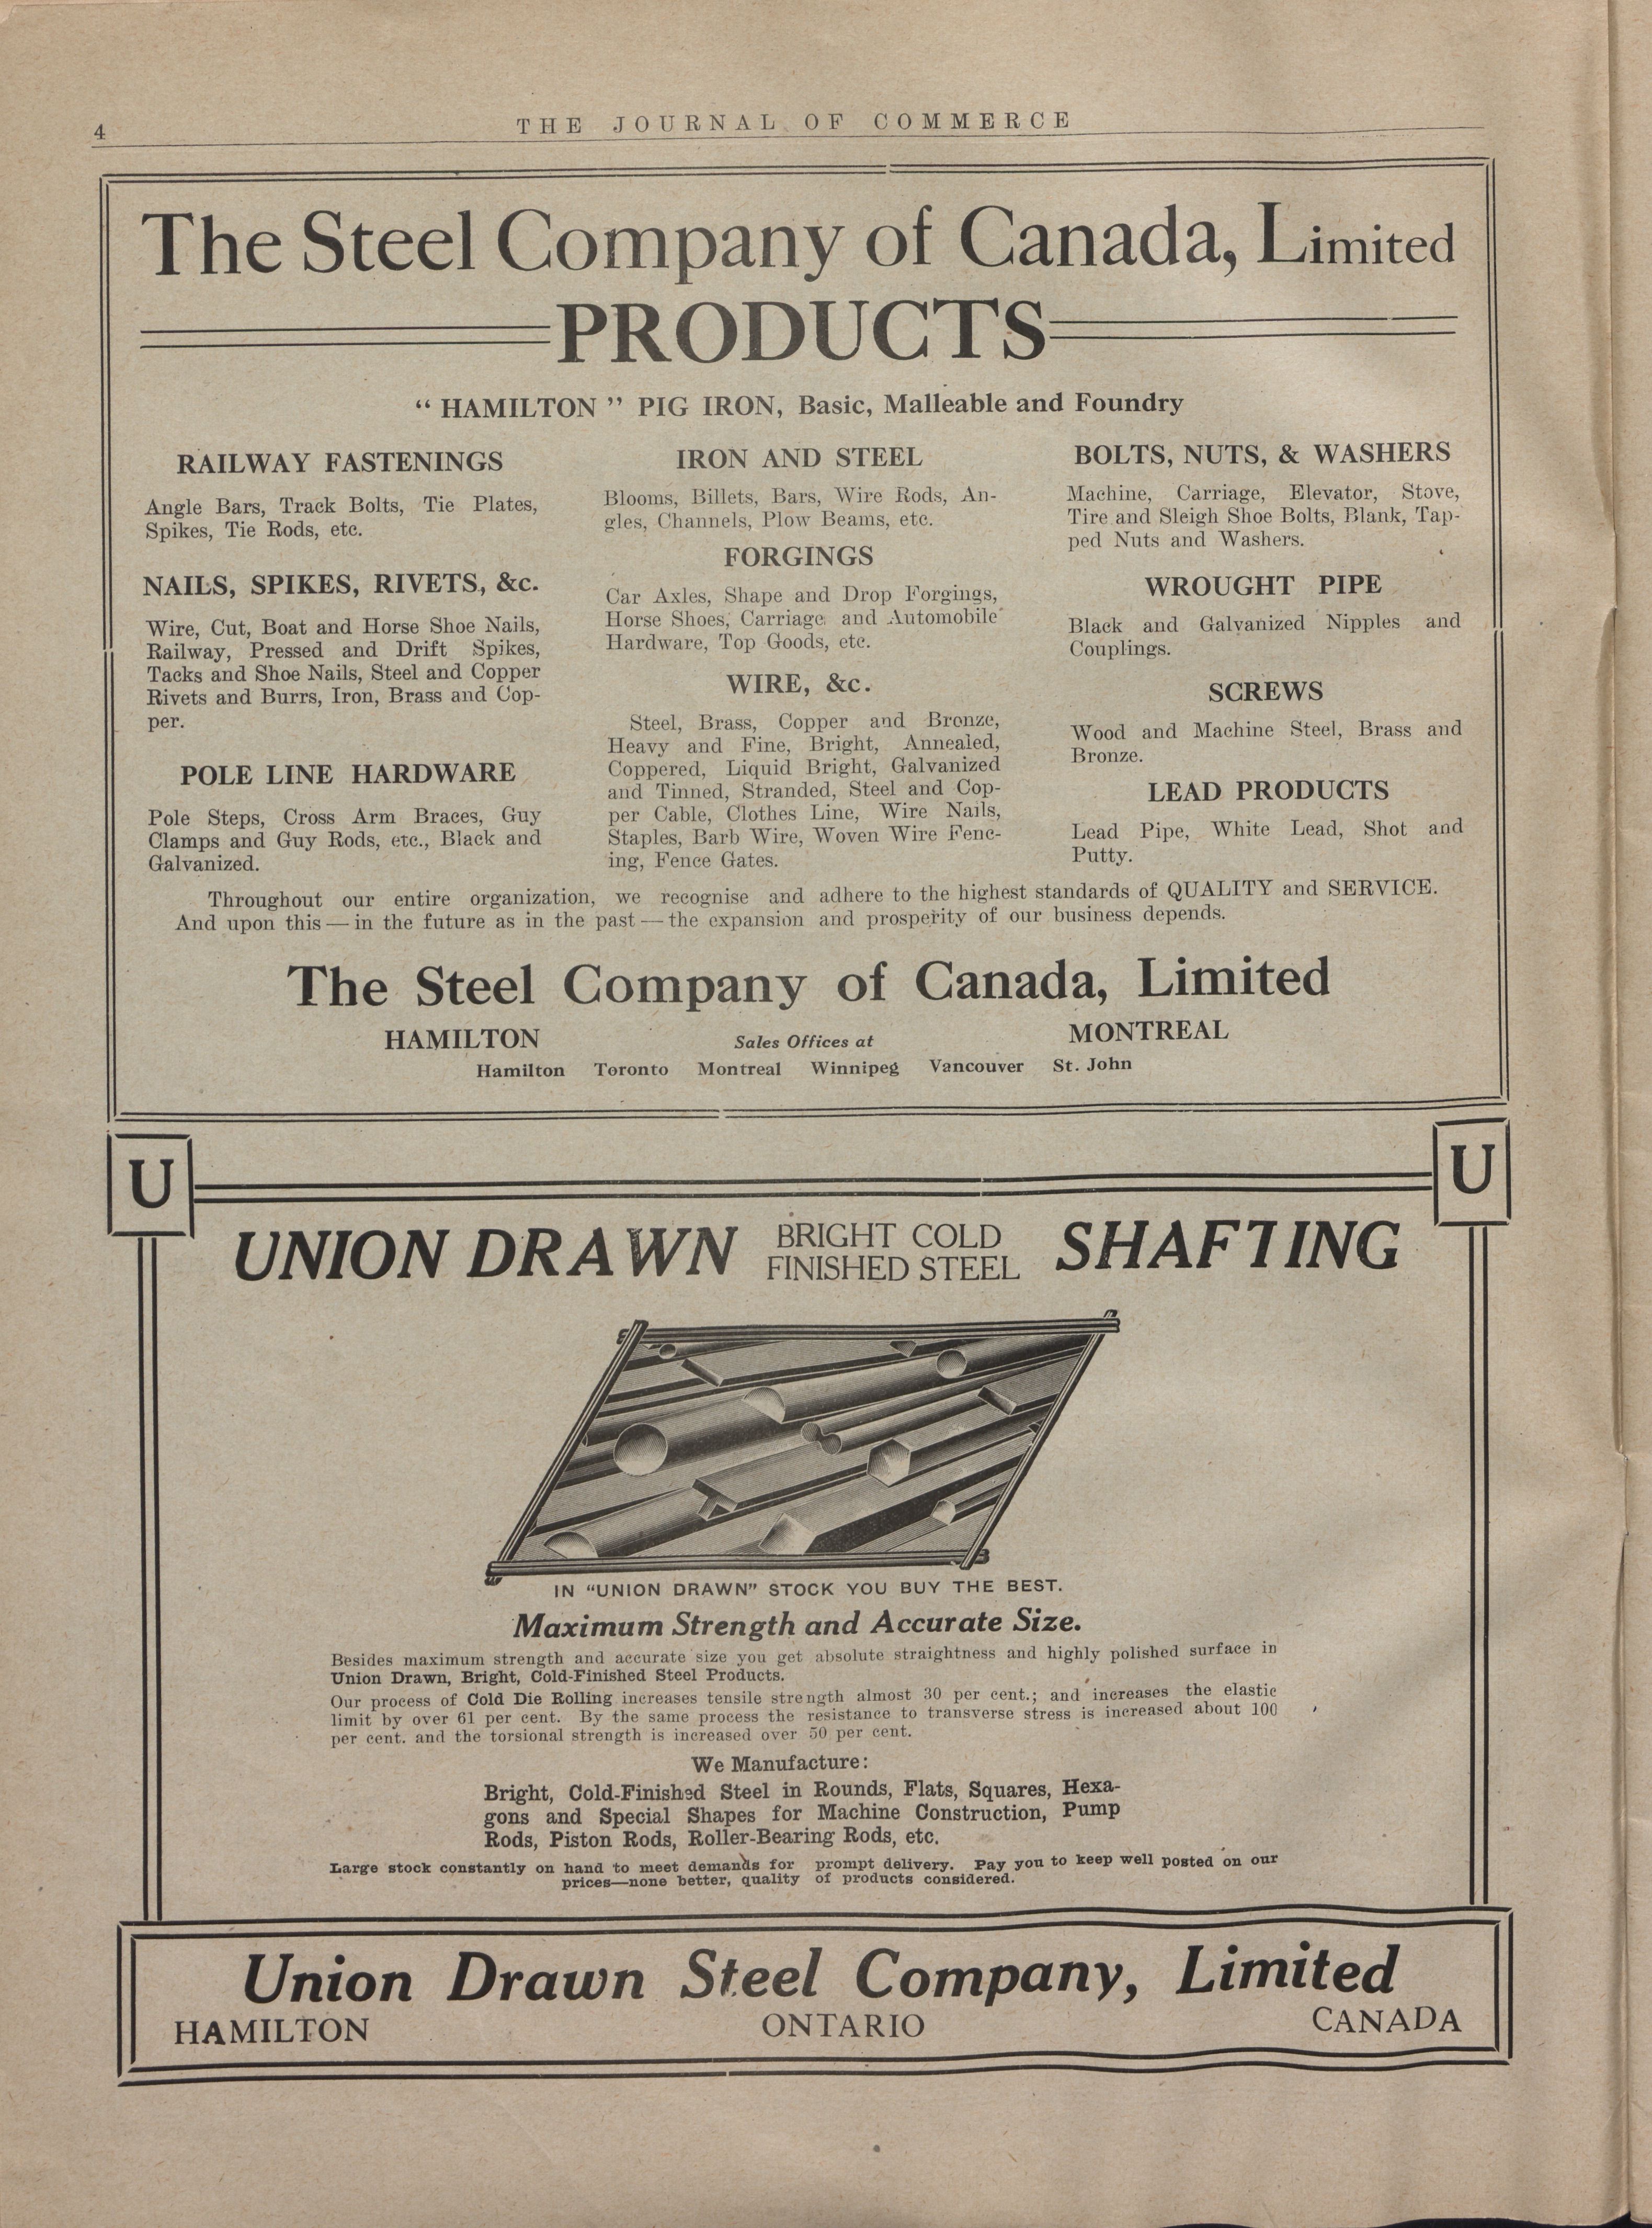 4
THE JOURNAL OF COMMERCE
The Steel Company of Canada, Limited
PRODUCTS
“ HAMILTON ” PIG IRON, Basic, Malleable and Foundry
RAILWAY FASTENINGS
Angle Bars, Track Bolts, Tie Plates,
Spikes, Tie Rods, etc.
NAILS, SPIKES, RIVETS, &c.
Wire, Cut, Boat and Horse Shoe Nails,
Railway, Pressed and Drift Spikes,
Tacks and Shoe Nails, Steel and Copper
Rivets and Burrs, Iron, Brass and Cop-
per.
POLE LINE HARDWARE
Pole Steps, Cross Arm Braces, Guy
Clamps and Guy Rods, etc., Black and
Galvanized.
IRON AND STEEL
Blooms, Billets, Bars, Wire Rods, An-
gles, Channels, Plow Beams, etc.
FORGINGS
Car Axles, Shape and Drop Forgings,
Horse Shoes, Carriage and Automobile
Hardware, Top Goods, etc.
WIRE, &c.
Steel, Brass, Copper and Bronze,
Heavy and Fine, Bright, Annealed,
Coppered, Liquid Bright, Galvanized
and Tinned, Stranded, Steel and Cop-
per Cable, Clothes Line, Wire Nails,
Staples, Barb Wire, Woven Wire Fenc-
ing, Fence Gates.
BOLTS, NUTS, & WASHERS
Machine, Carriage, Elevator, Stove,
Tire and Sleigh Shoe Bolts, Blank, Tap-
ped Nuts and Washers.
WROUGHT PIPE
Black and Galvanized Nipples and
Couplings.
SCREWS
Wood and Machine Steel, Brass and
Bronze.
LEAD PRODUCTS
Lead Pipe, White Lead, Shot and
Putty.
Throughout our entire organization, we recognise and adhere to the highest standards of QUALITY and SERVICE.
And upon this — in the future as in the past — the expansion and prosperity of our business depends.
The Steel Company of Canada, Limited
HAMILTON Sales Offices at MONTREAL
Hamilton Toronto Montreal Winnipeg Vancouver St. John
U U
UNION DRAWN BRIGHT COLD FINISHED STEEL SHAFTING
IN “UNION DRAWN” STOCK YOU BUY THE BEST.
Maximum Strength and Accurate Size.
Besides maximum strength and accurate size you get absolute straightness and highly polished surface in
Union Drawn, Bright, Cold-Finished Steel Products.
Our process of Cold Die Rolling increases tensile strength almost 30 per cent.; and increases the elastic
limit by over 61 per cent. By the same process the resistance to transverse stress is increased about 100
per cent. and the torsional strength is increased over 50 per cent.
We Manufacture:
Bright, Cold-Finished Steel in Rounds, Flats, Squares, Hexa-
gons and Special Shapes for Machine Construction, Pump
Rods, Piston Rods, Roller-Bearing Rods, etc.
Large stock constantly on hand to meet demands for prompt delivery. Pay you to keep well posted on our
prices—none better, quality of products considered.
Union Drawn Steel Company, Limited
HAMILTON ONTARIO CANADA